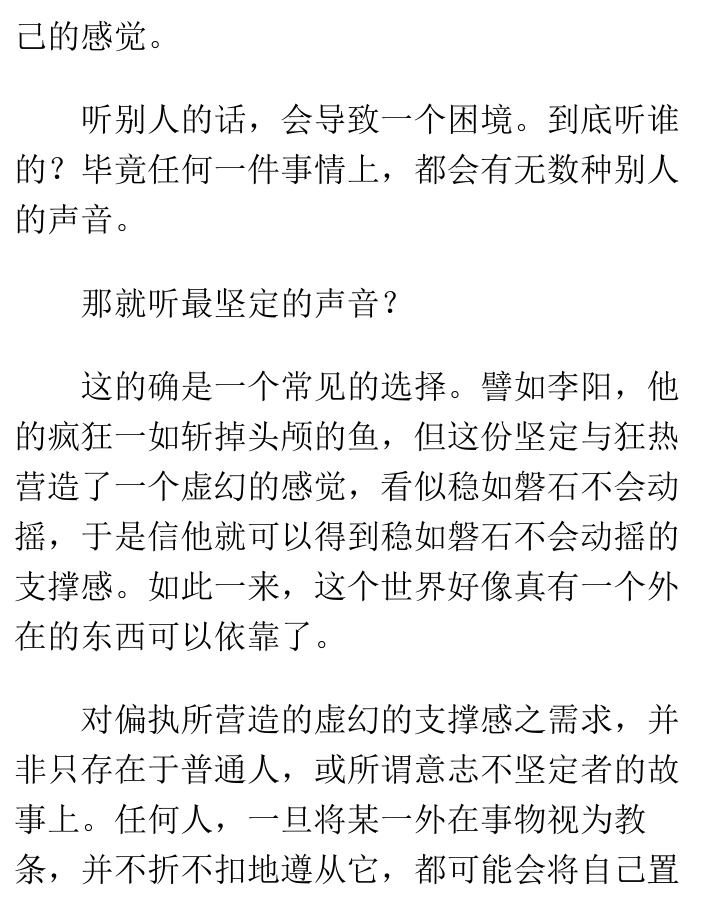 己的感觉。
听别人的话，会导致一个困境。到底听谁
的？毕竟任何一件事情上，都会有无数种别人
的声音。
那就听最坚定的声音？
这的确是一个常见的选择。譬如李阳，他
的疯狂一如斩掉头颅的鱼，但这份坚定与狂热
营造了一个虚幻的感觉，看似稳如磐石不会动
摇，于是信他就可以得到稳如磐石不会动摇的
支撑感。如此一来，这个世界好像真有一个外
在的东西可以依靠了。
对偏执所营造的虚幻的支撑感之需求，并
非只存在于普通人，或所谓意志不坚定者的故
事上。任何人，一旦将某一外在事物视为教
条，并不折不扣地遵从它，都可能会将自己置